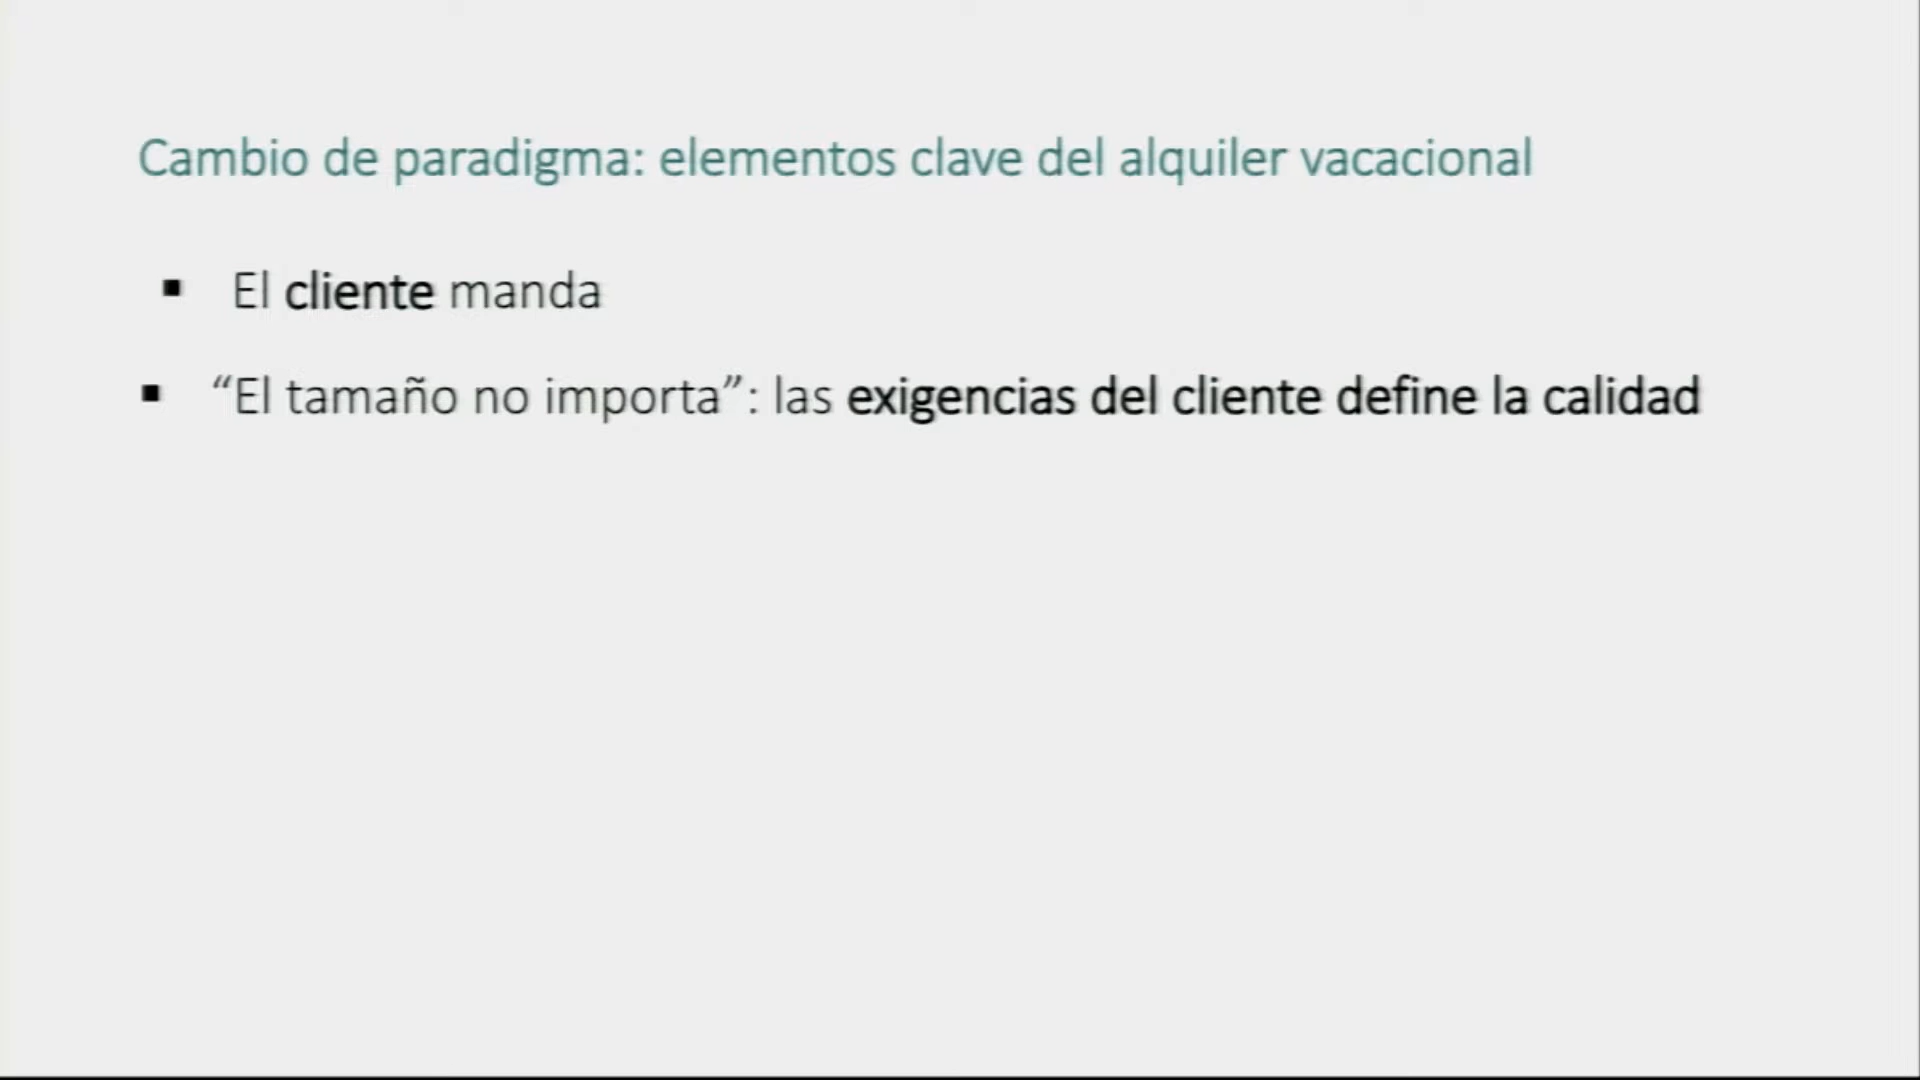 Cambio de paradigma: elementos clave del alquiler vacacional
▪ El cliente manda
▪ “El tamaño no importa”: las exigencias del cliente define la calidad